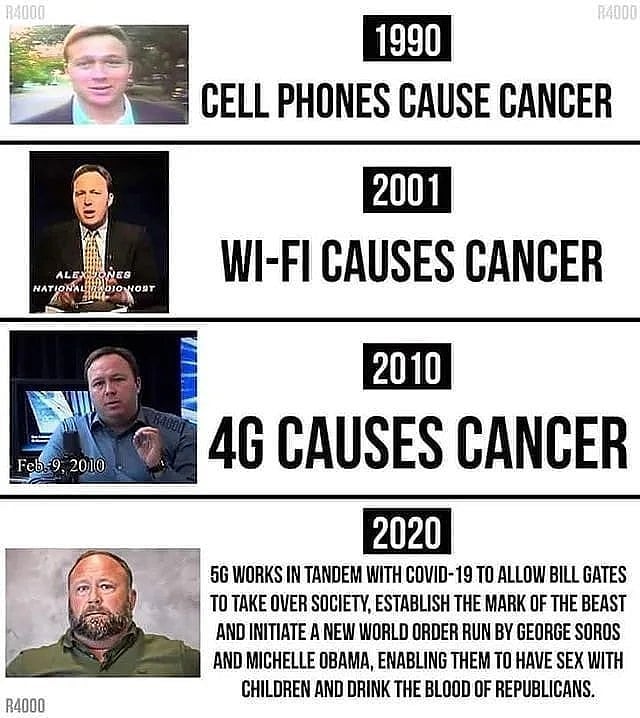 R4000 R4000
1990
CELL PHONES CAUSE CANCER
2001
ALEX JONES
NATIONAL RADIO HOST
WI-FI CAUSES CANCER
2010
R4000
Feb. 9, 2010
4G CAUSES CANCER
2020
5G WORKS IN TANDEM WITH COVID-19 TO ALLOW BILL GATES
TO TAKE OVER SOCIETY, ESTABLISH THE MARK OF THE BEAST
AND INITIATE A NEW WORLD ORDER RUN BY GEORGE SOROS
AND MICHELLE OBAMA, ENABLING THEM TO HAVE SEX WITH
CHILDREN AND DRINK THE BLOOD OF REPUBLICANS.
R4000